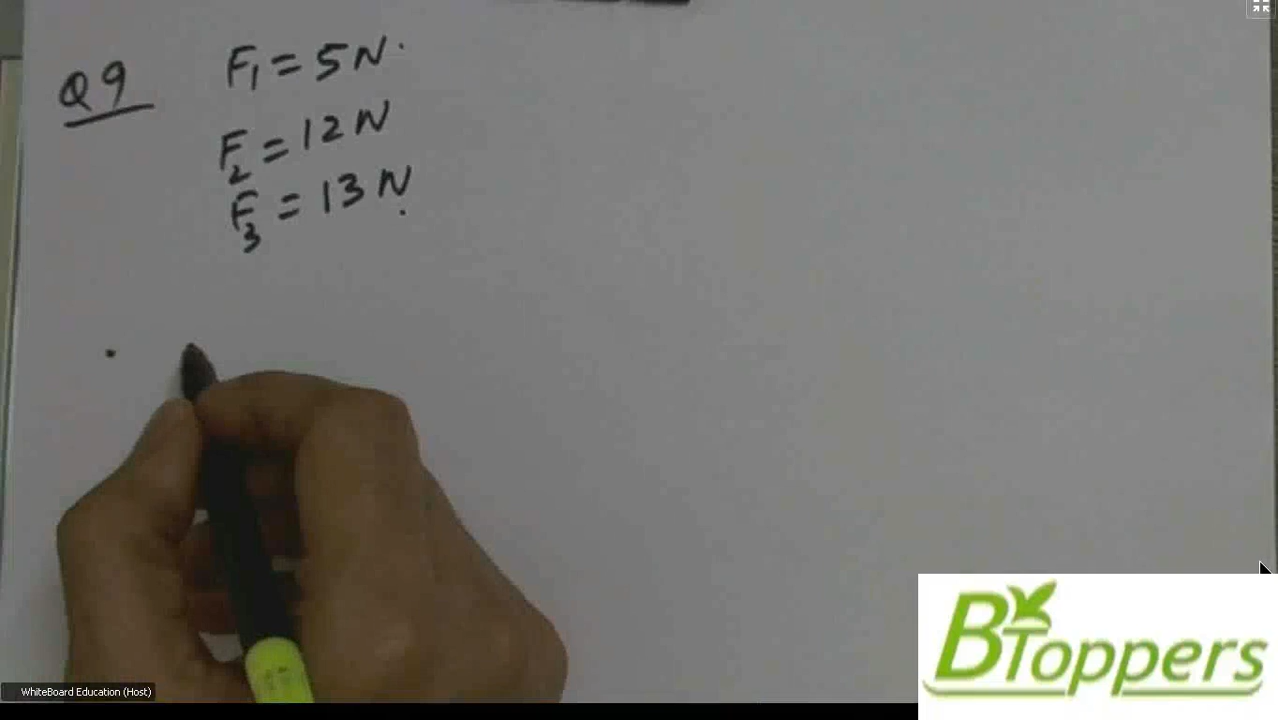 Q9
F₁ = 5N.
F₂ = 12N
F₃ = 13N
WhiteBoard Education (Host)
BToppers